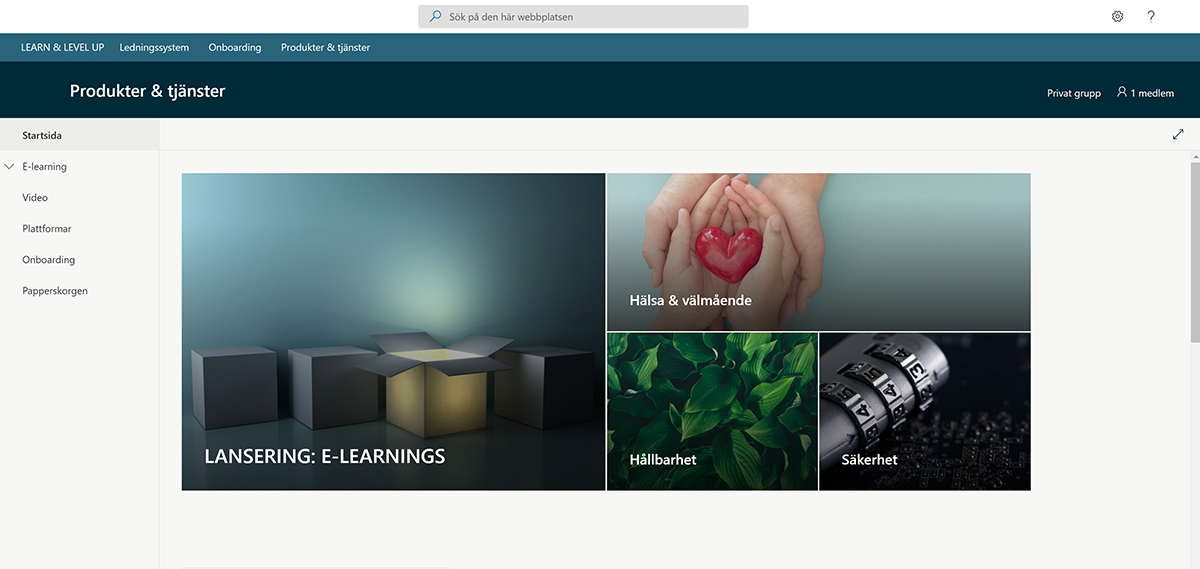 Sök på den här webbplatsen
LEARN & LEVEL UP Ledningssystem Onboarding Produkter & tjänster
Produkter & tjänster
Privat grupp 1 medlem
Startsida
E-learning
Video
Plattformar
Onboarding
Papperskorgen
LANSERING: E-LEARNINGS
Hälsa & välmående
Hållbarhet
Säkerhet